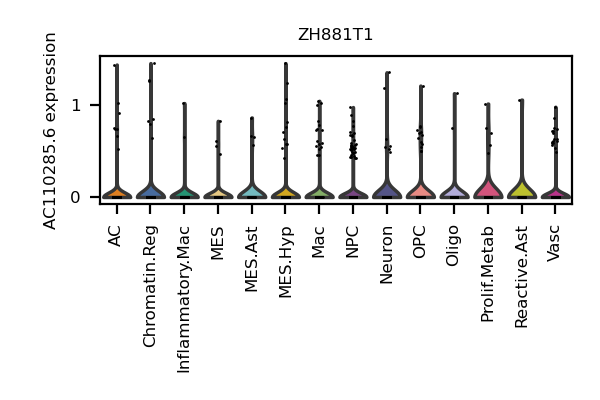 ZH881T1
AC110285.6 expression
1
0
AC
Chromatin.Reg
Inflammatory.Mac
MES
MES.Ast
MES.Hyp
Mac
NPC
Neuron
OPC
Oligo
Prolif.Metab
Reactive.Ast
Vasc